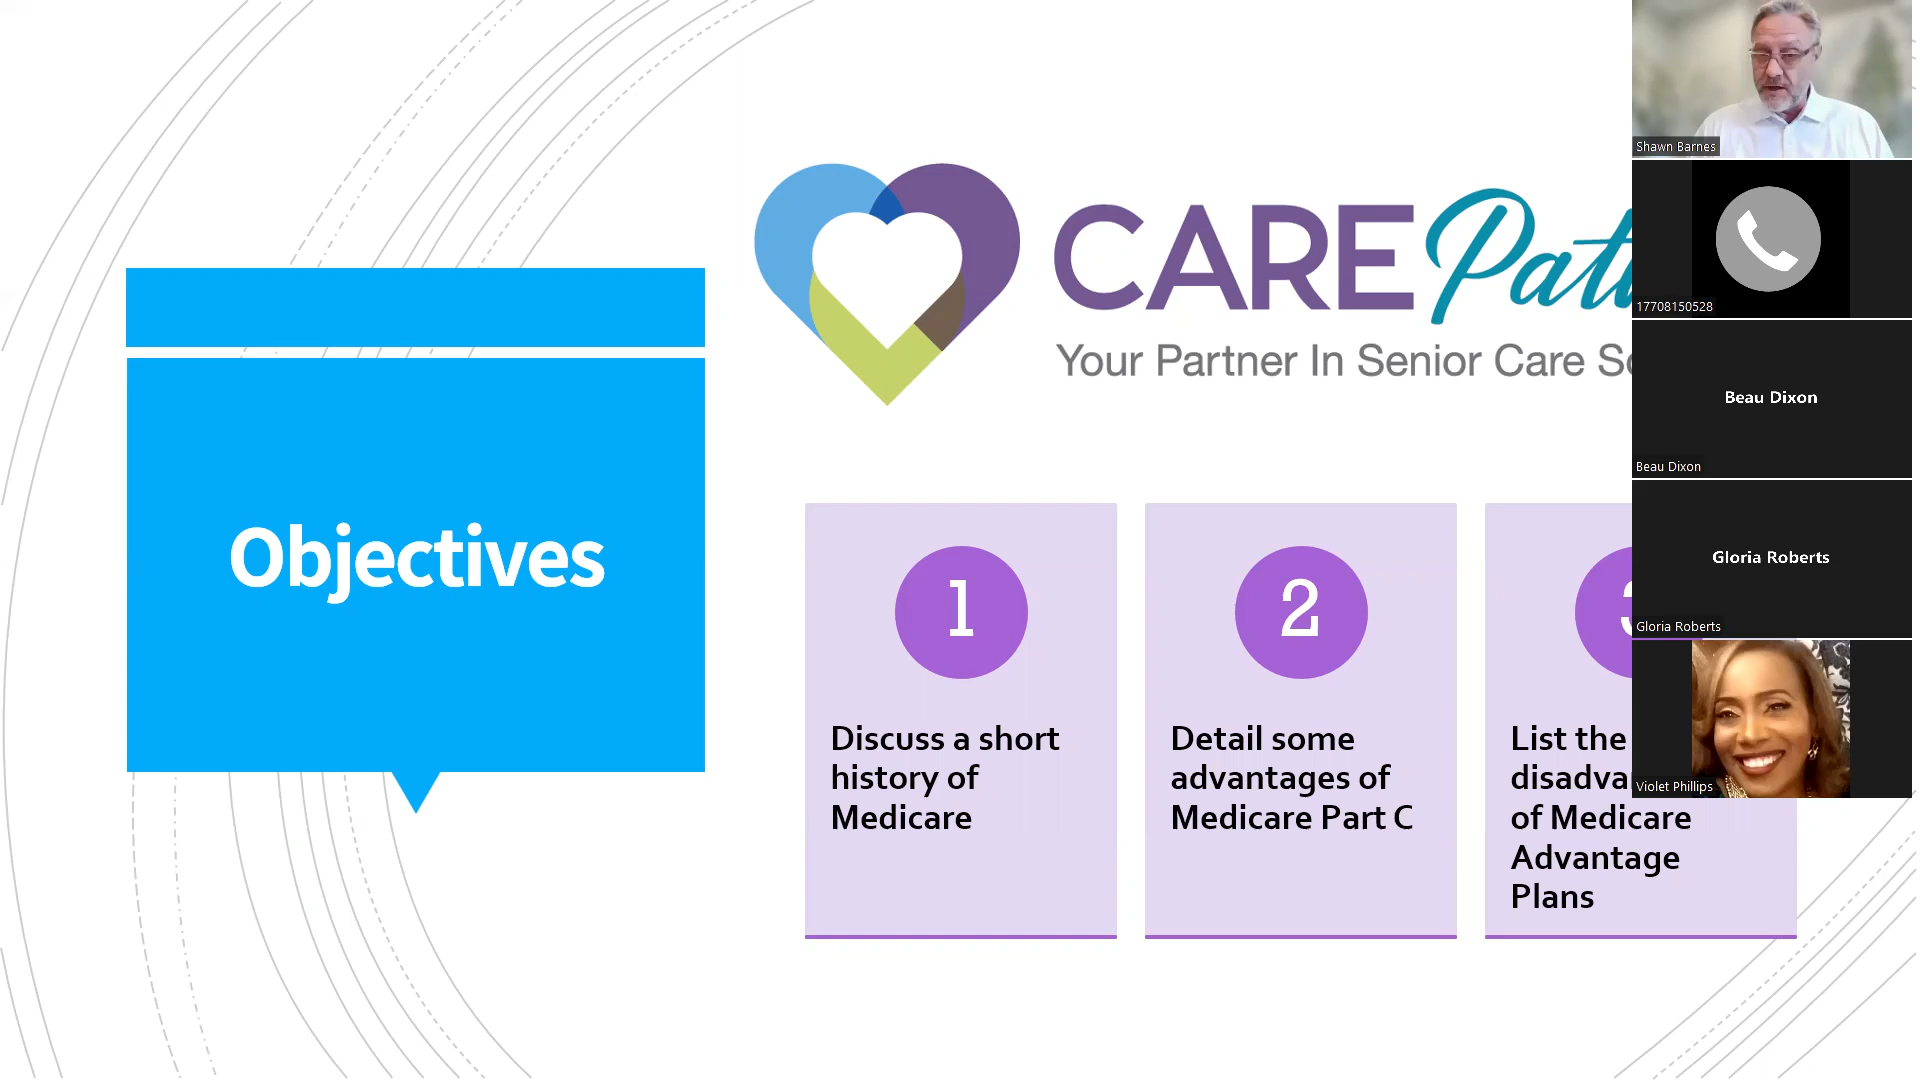 CARE
Your Partner In Senior Care
Objectives
1
Discuss a short
history of
Medicare
2
Detail some
advantages of
Medicare Part C
List the
of Medicare
Advantage
Plans
Shawn Barnes
17708150528
Beau Dixon
Beau Dixon
Gloria Roberts
Gloria Roberts
Violet Phillips